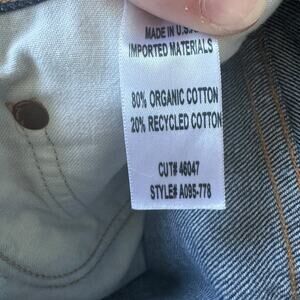 MADE IN U.S.A
IMPORTED MATERIALS
80% ORGANIC COTTON
20% RECYCLED COTTON
CUT# 46047
STYLE# A095-778